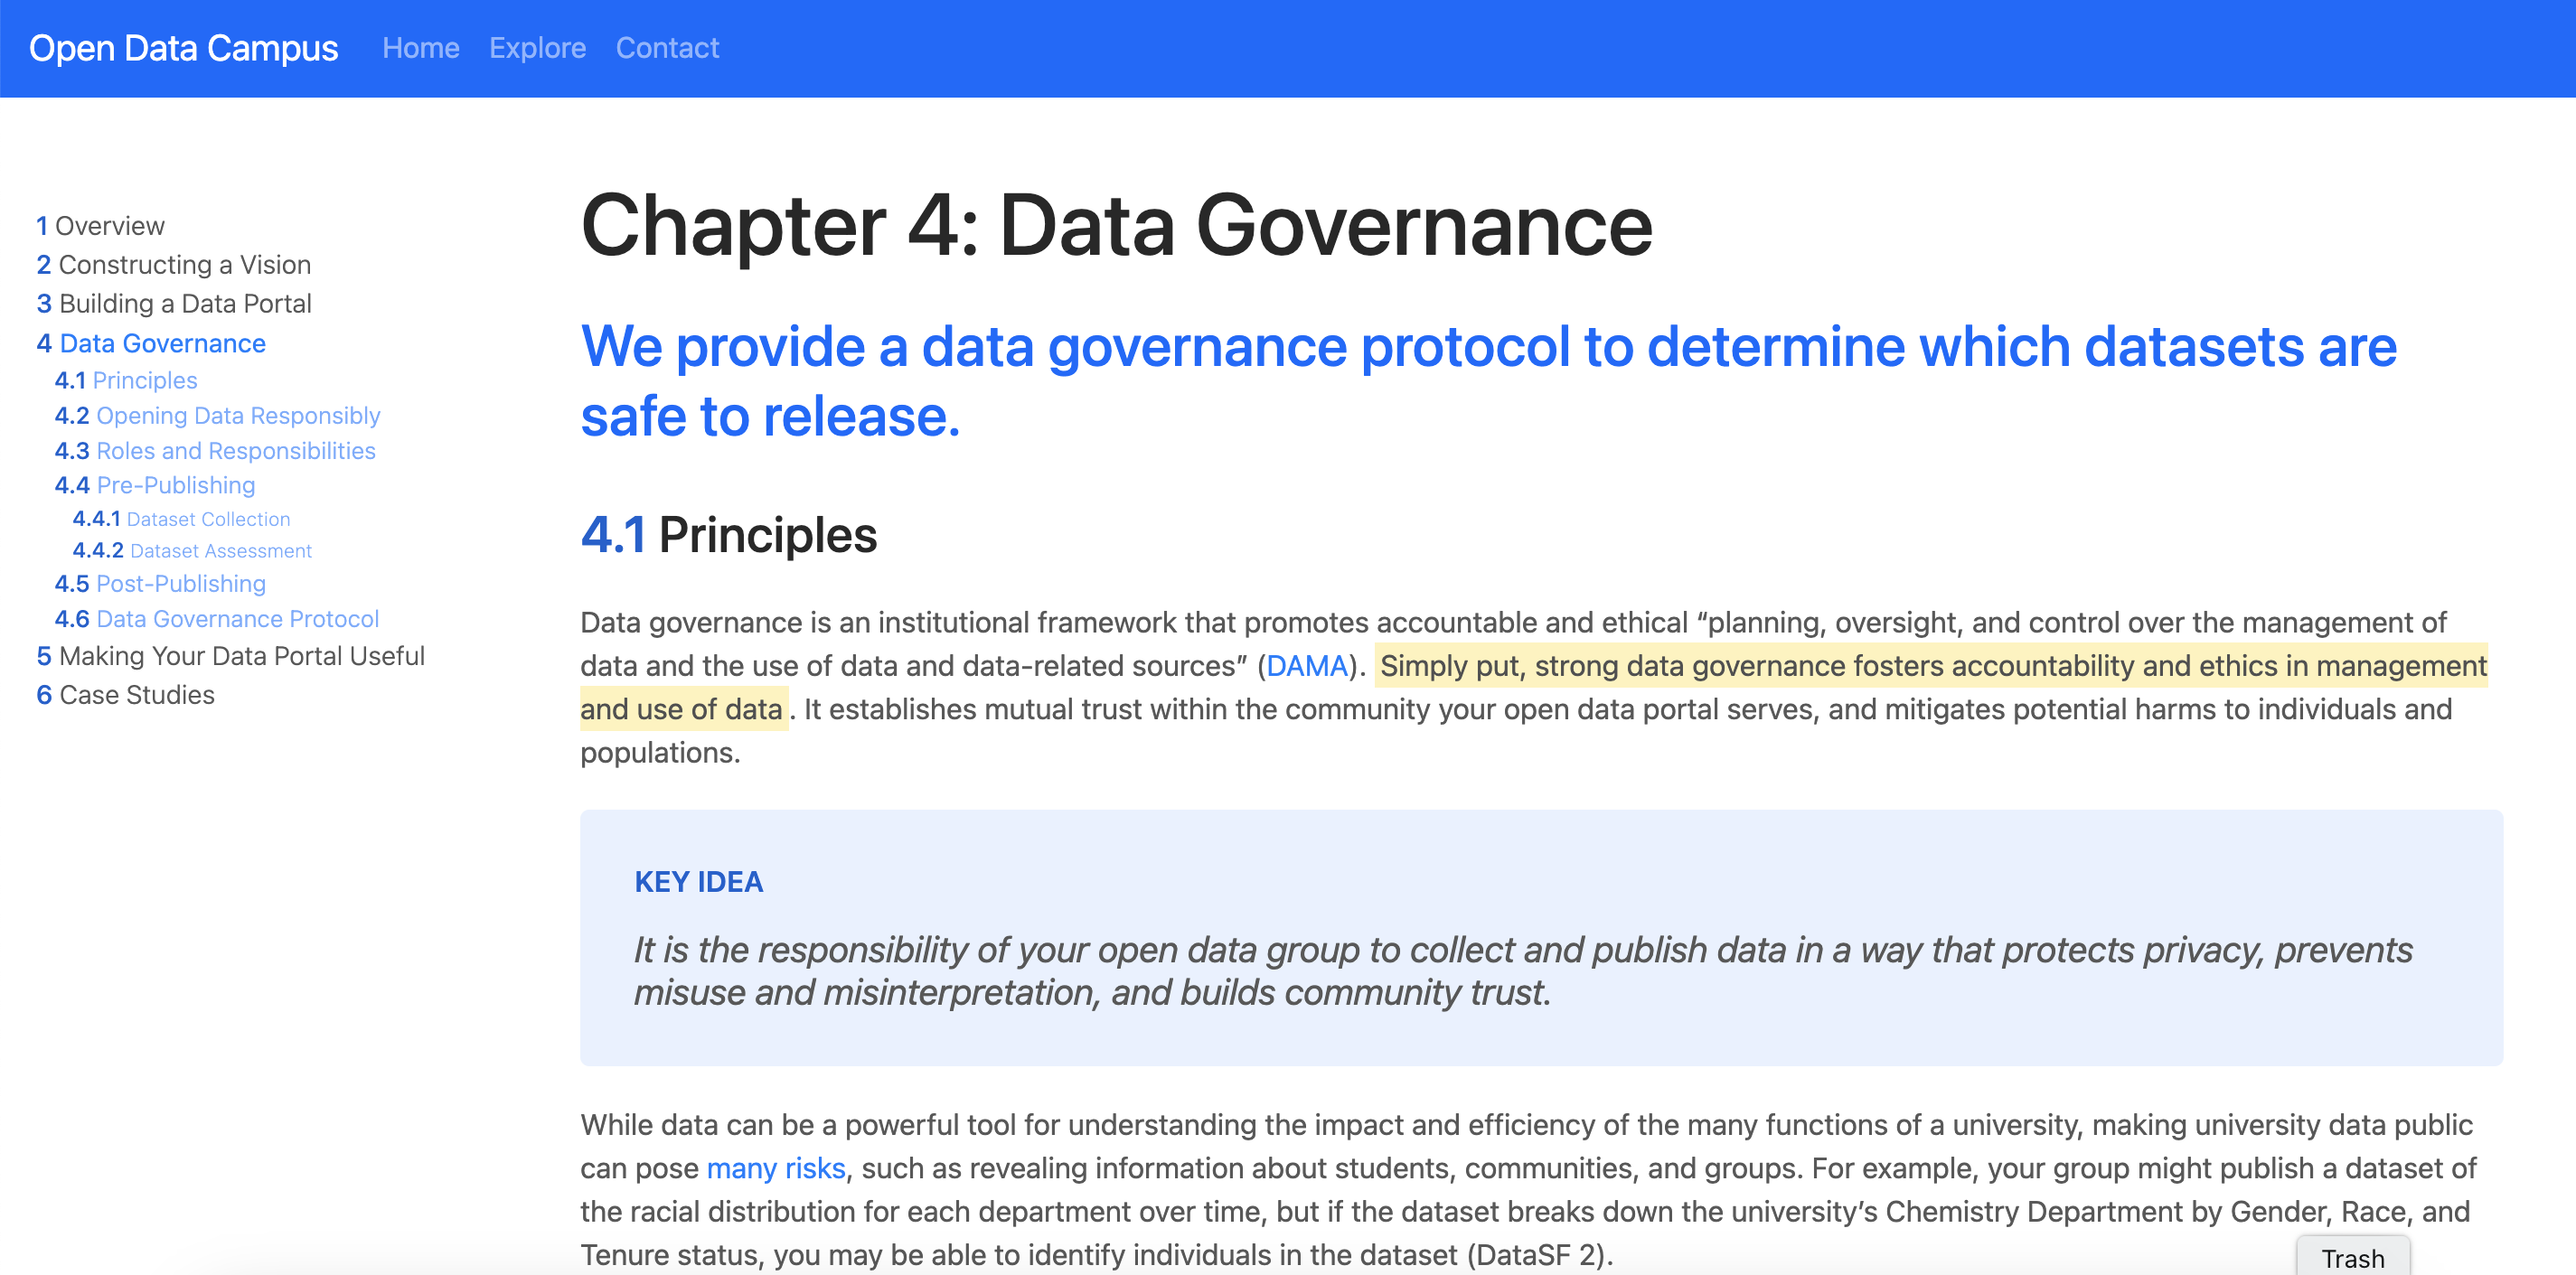 Open Data Campus Home Explore Contact
1 Overview
2 Constructing a Vision
3 Building a Data Portal
4 Data Governance
4.1 Principles
4.2 Opening Data Responsibly
4.3 Roles and Responsibilities
4.4 Pre-Publishing
4.4.1 Dataset Collection
4.4.2 Dataset Assessment
4.5 Post-Publishing
4.6 Data Governance Protocol
5 Making Your Data Portal Useful
6 Case Studies
Chapter 4: Data Governance
We provide a data governance protocol to determine which datasets are
safe to release.
4.1 Principles
Data governance is an institutional framework that promotes accountable and ethical “planning, oversight, and control over the management of
data and the use of data and data-related sources” (DAMA). Simply put, strong data governance fosters accountability and ethics in management
and use of data . It establishes mutual trust within the community your open data portal serves, and mitigates potential harms to individuals and
populations.
KEY IDEA
It is the responsibility of your open data group to collect and publish data in a way that protects privacy, prevents
misuse and misinterpretation, and builds community trust.
While data can be a powerful tool for understanding the impact and efficiency of the many functions of a university, making university data public
can pose many risks, such as revealing information about students, communities, and groups. For example, your group might publish a dataset of
the racial distribution for each department over time, but if the dataset breaks down the university’s Chemistry Department by Gender, Race, and
Tenure status, you may be able to identify individuals in the dataset (DataSF 2).
Trash